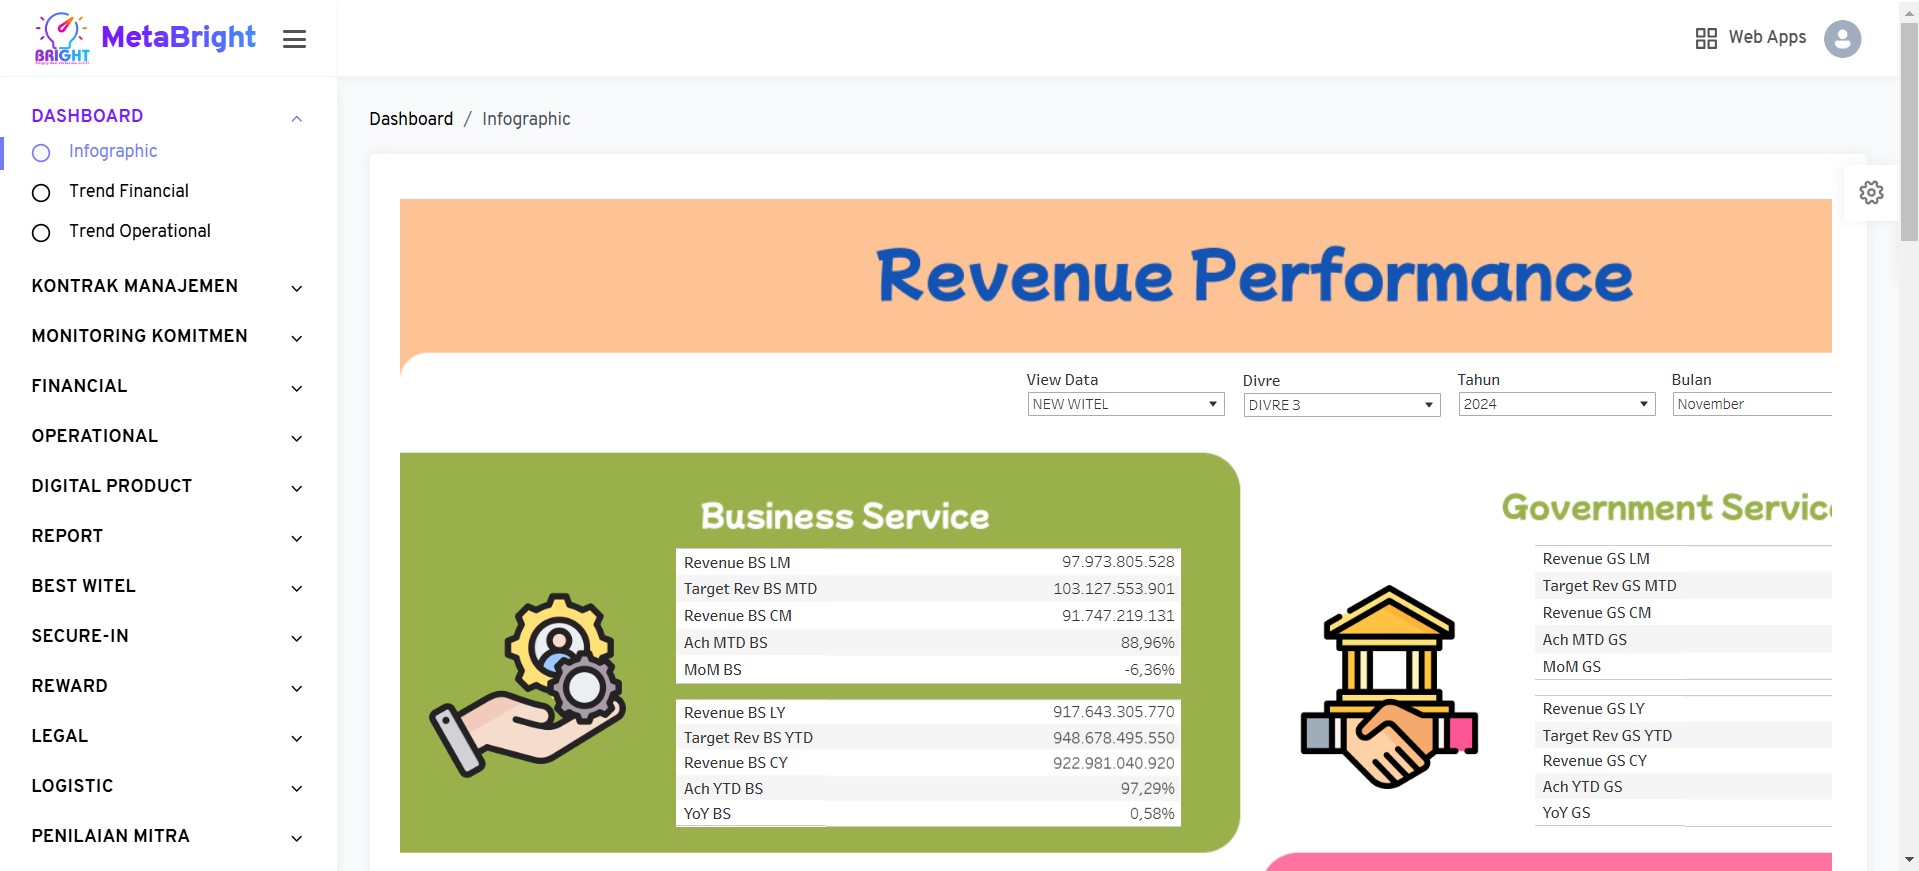 BRIGHT
MetaBright
Web Apps
DASHBOARD
Infographic
Trend Financial
Trend Operational
KONTRAK MANAJEMEN
MONITORING KOMITMEN
FINANCIAL
OPERATIONAL
DIGITAL PRODUCT
REPORT
BEST WITEL
SECURE-IN
REWARD
LEGAL
LOGISTIC
PENILAIAN MITRA
Dashboard / Infographic
Revenue Performance
View Data
NEW WITEL
Divre
DIVRE 3
Tahun
2024
Bulan
November
Business Service
Revenue BS LM 97.973.805.528
Target Rev BS MTD 103.127.553.901
Revenue BS CM 91.747.219.131
Ach MTD BS 88,96%
MoM BS -6,36%
Revenue BS LY 917.643.305.770
Target Rev BS YTD 948.678.495.550
Revenue BS CY 922.981.040.920
Ach YTD BS 97,29%
YoY BS 0,58%
Government Servic
Revenue GS LM
Target Rev GS MTD
Revenue GS CM
Ach MTD GS
MoM GS
Revenue GS LY
Target Rev GS YTD
Revenue GS CY
Ach YTD GS
YoY GS